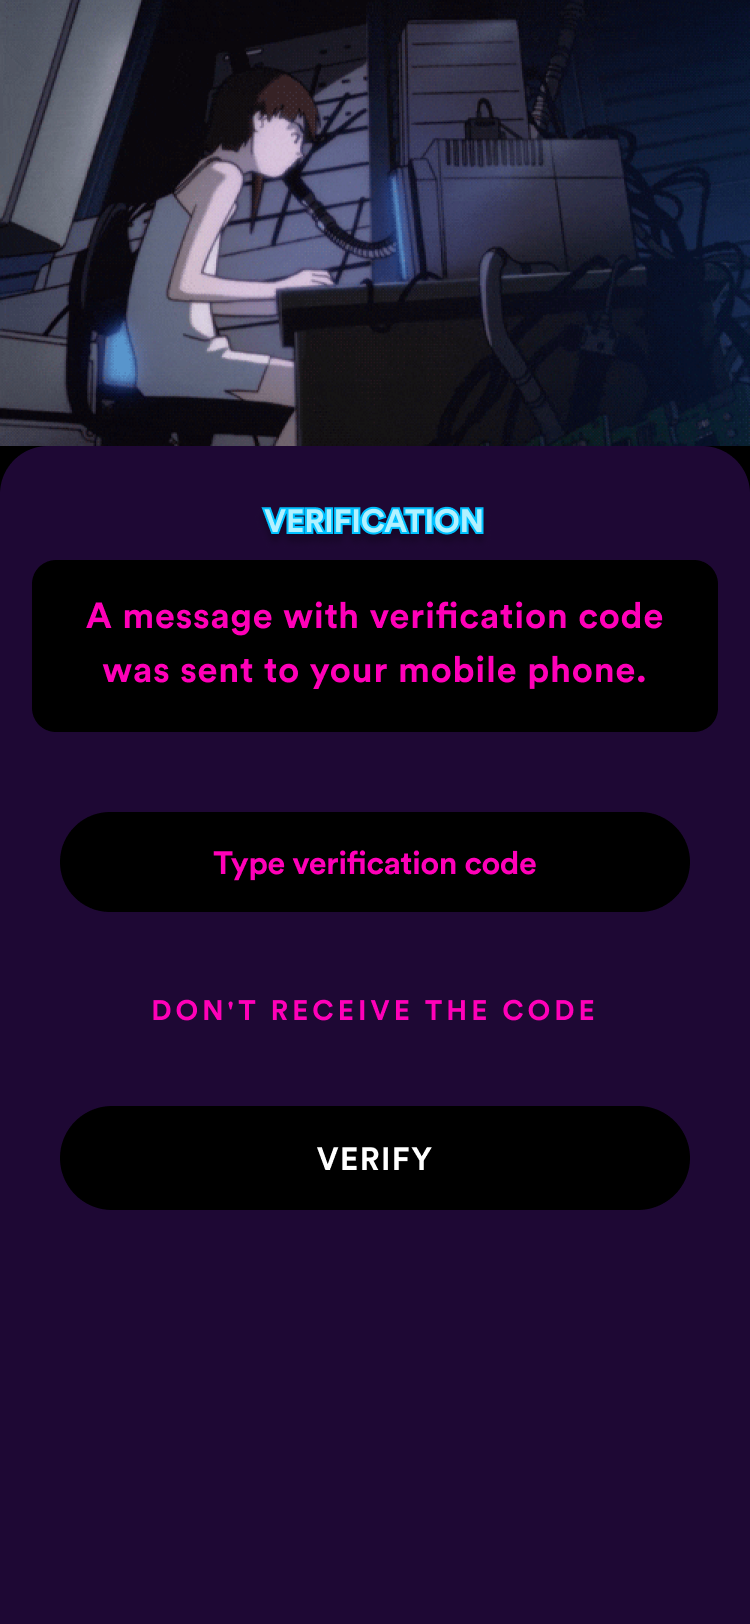 VERIFICATION
A message with verification code
was sent to your mobile phone.
Type verification code
DON'T RECEIVE THE CODE
VERIFY